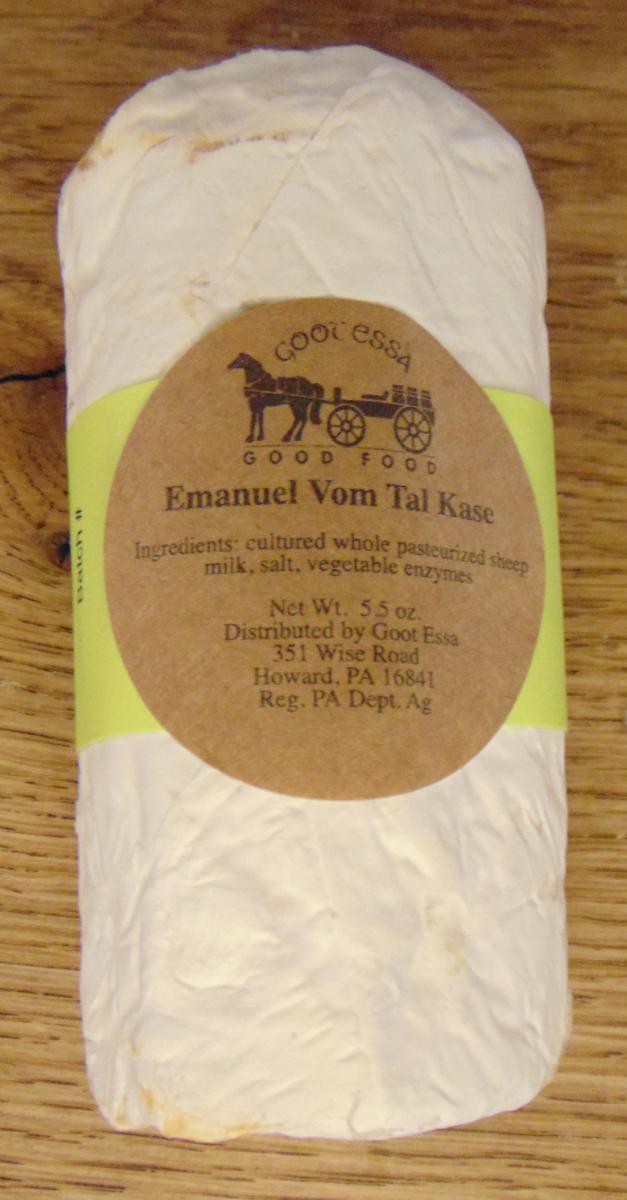 GOOT ESSA
GOOD FOOD
Emanuel Vom Tal Kase
Ingredients: cultured whole pasteurized sheep
milk, salt, vegetable enzymes
Net Wt. 5.5 oz.
Distributed by Goot Essa
351 Wise Road
Howard, PA 16841
Reg. PA Dept. Ag
Batch #